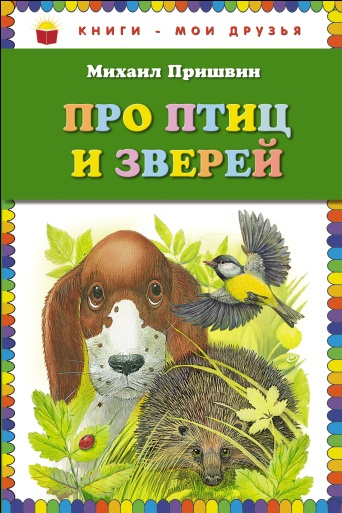 КНИГИ - МОИ ДРУЗЬЯ
Михаил Пришвин
ПРО ПТИЦ
И ЗВЕРЕЙ